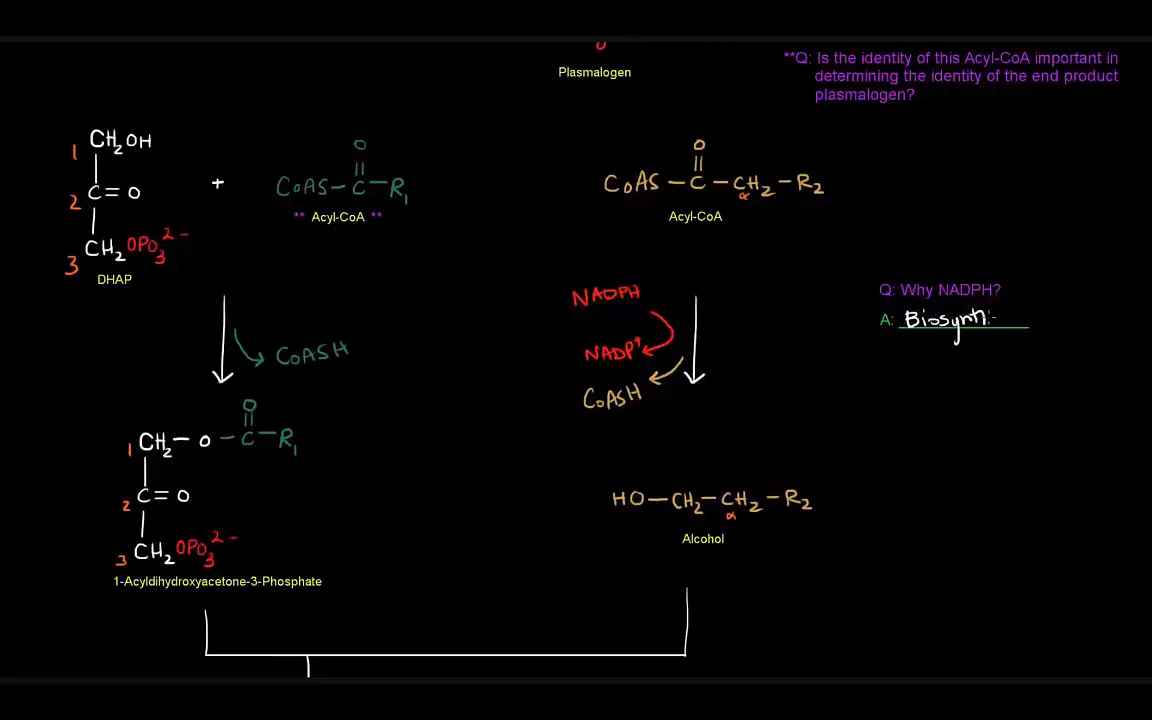 Plasmalogen
**Q: Is the identity of this Acyl-CoA important in
determining the identity of the end product
plasmalogen?
1 CH2OH
2 C=O
3 CH2OPO3 2-
DHAP
+
O
CoAS-C-R1
** Acyl-CoA **
O
CoAS-C-CH2-R2
α
Acyl-CoA
CoASH
NADPH
NADP+
CoASH
Q: Why NADPH?
A: Biosynth
O
1 CH2-O-C-R1
2 C=O
3 CH2OPO3 2-
1-Acyldihydroxyacetone-3-Phosphate
HO-CH2-CH2-R2
α
Alcohol